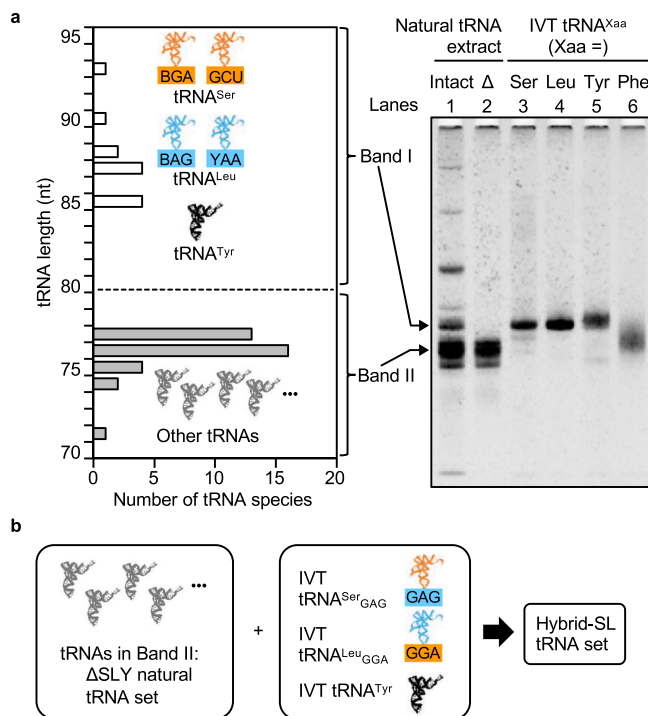 a
95
90
85
80
75
70
tRNA length (nt)
0 5 10 15 20
Number of tRNA species
BGA GCU
tRNASer
BAG YAA
tRNALeu
tRNATyr
Other tRNAs
...
Band I
Band II
Natural tRNA extract
IVT tRNAXaa
(Xaa =)
Intact Δ Ser Leu Tyr Phe
Lanes 1 2 3 4 5 6
b
...
tRNAs in Band II:
ΔSLY natural
tRNA set
+
IVT
tRNASerGAG
GAG
IVT
tRNALeuGGA
GGA
IVT tRNATyr
Hybrid-SL
tRNA set